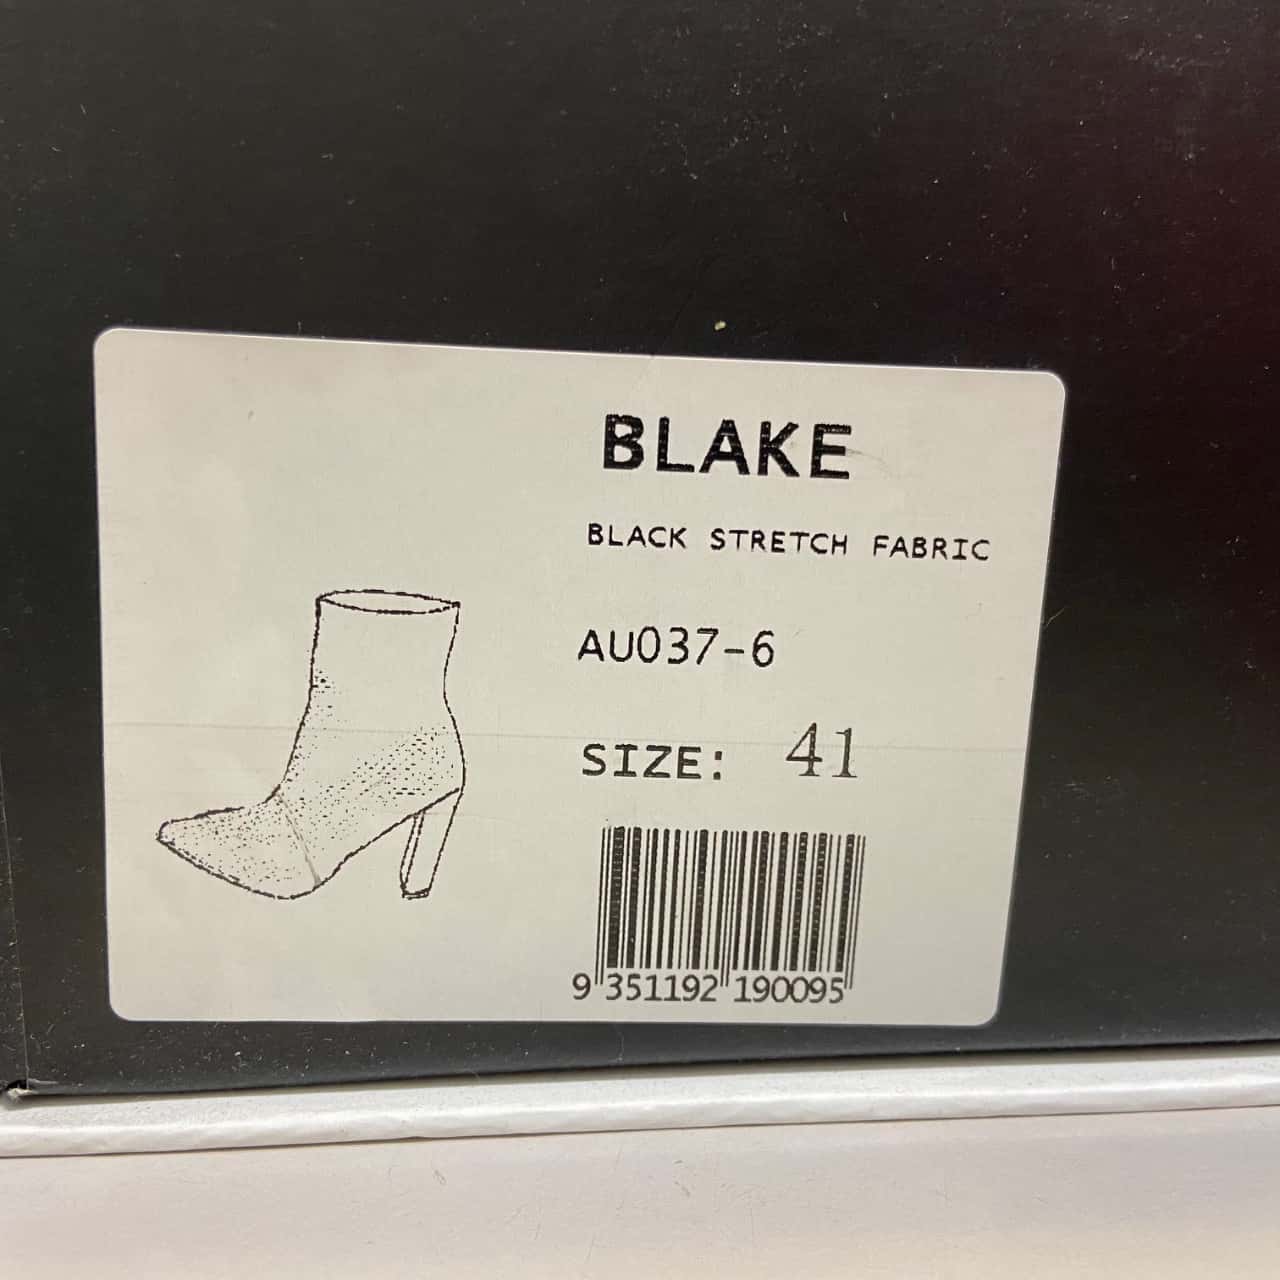 BLAKE
BLACK STRETCH FABRIC
AU037-6
SIZE: 41
9 351192 190095